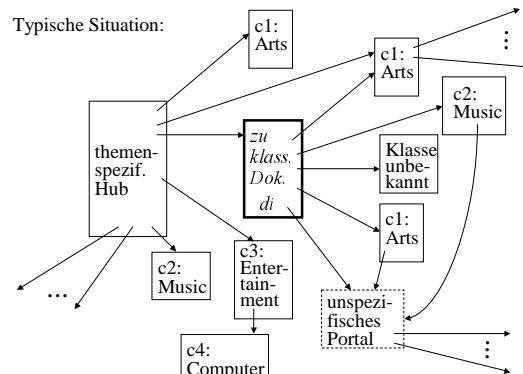 Typische Situation:
c1:
Arts
c1:
Arts
...
c2:
Music
themen-
spezif.
Hub
zu
klass.
Dok.
di
Klasse
unbe-
kannt
c1:
Arts
...
c2:
Music
c3:
Enter-
tain-
ment
unspezi-
fisches
Portal
...
c4:
Computer